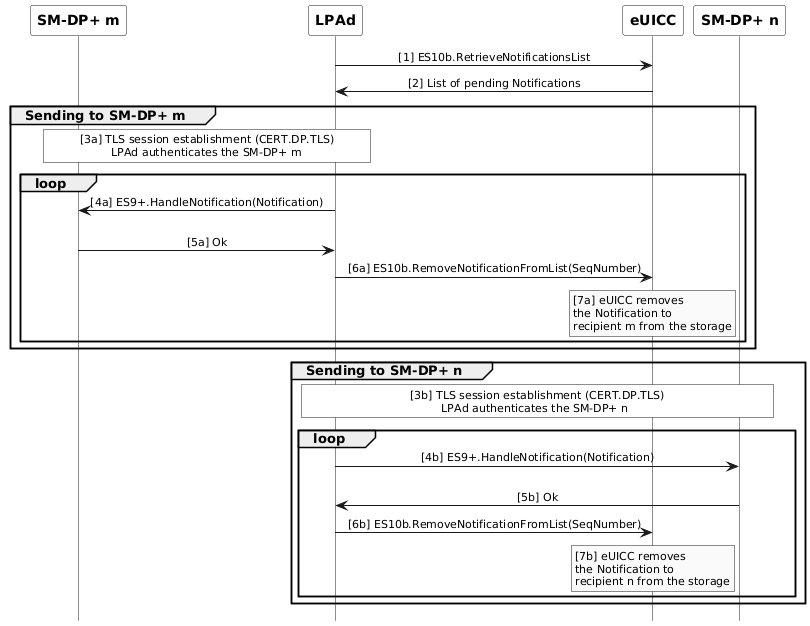 SM-DP+ m
LPAd
eUICC
SM-DP+ n
[1] ES10b.RetrieveNotificationsList
[2] List of pending Notifications
Sending to SM-DP+ m
[3a] TLS session establishment (CERT.DP.TLS)
LPAd authenticates the SM-DP+ m
loop
[4a] ES9+.HandleNotification(Notification)
[5a] Ok
[6a] ES10b.RemoveNotificationFromList(SeqNumber)
[7a] eUICC removes
the Notification to
recipient m from the storage
Sending to SM-DP+ n
[3b] TLS session establishment (CERT.DP.TLS)
LPAd authenticates the SM-DP+ n
loop
[4b] ES9+.HandleNotification(Notification)
[5b] Ok
[6b] ES10b.RemoveNotificationFromList(SeqNumber)
[7b] eUICC removes
the Notification to
recipient n from the storage